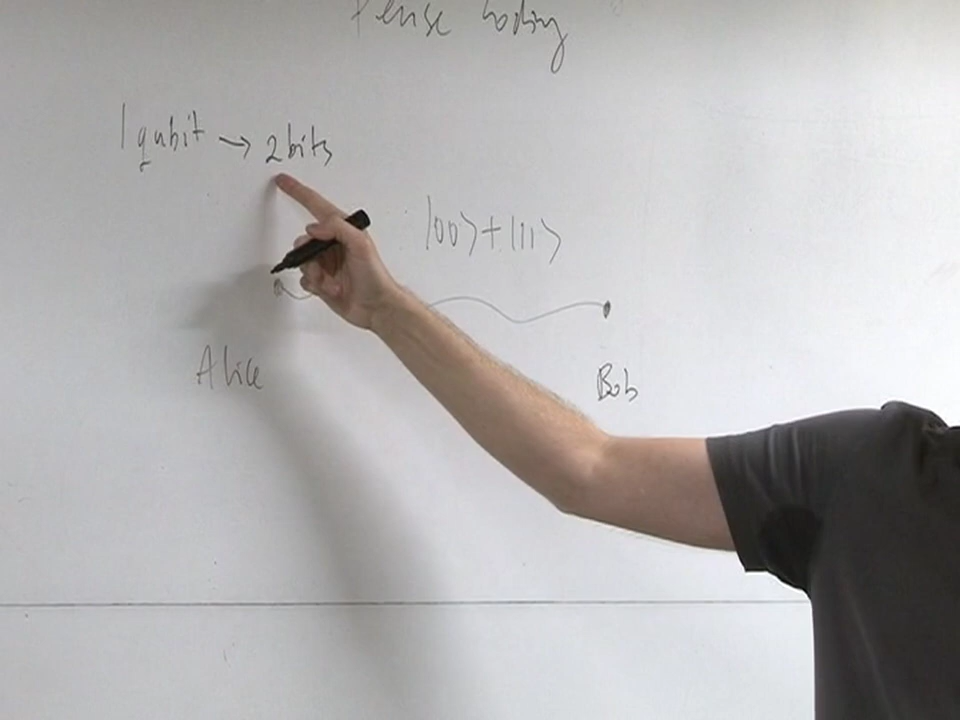 Dense coding
1 qubit → 2 bits
|00> + |11>
Alice
Bob